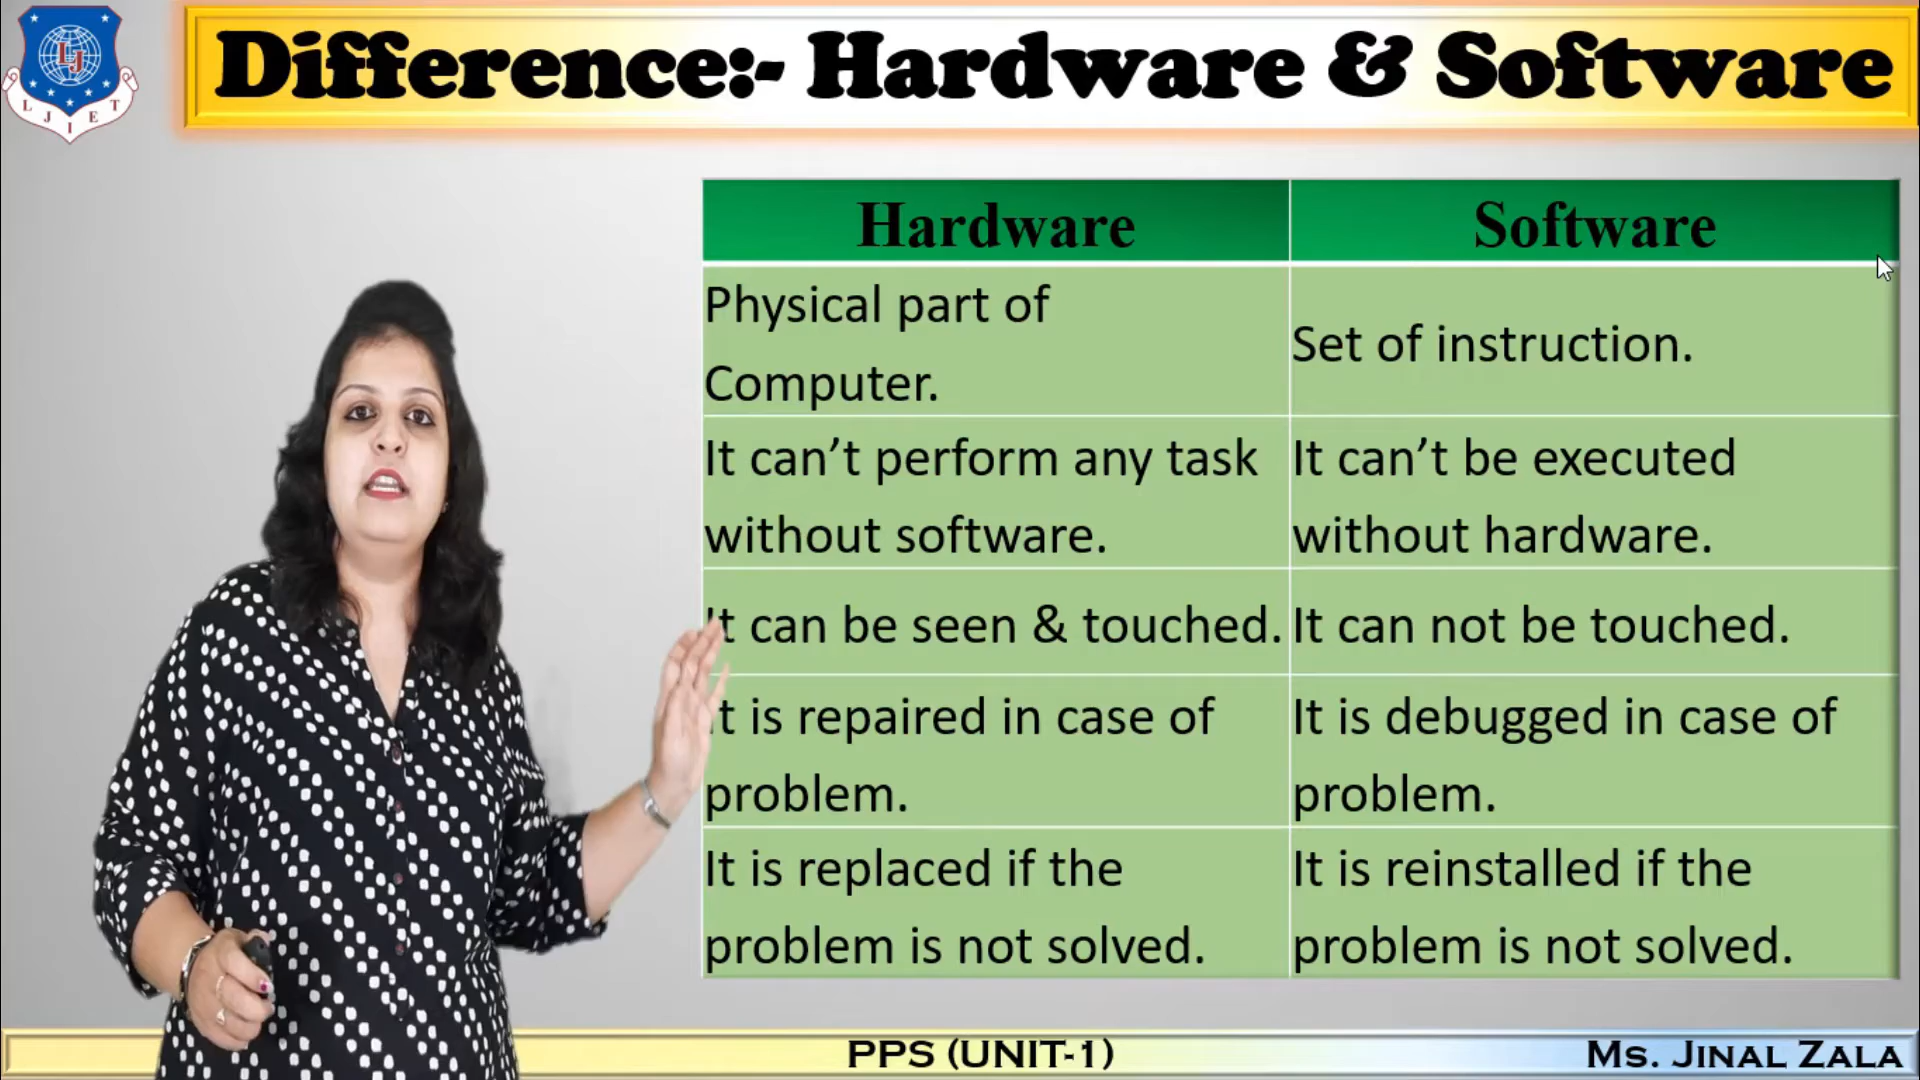 L J I E T
LJ
Difference:- Hardware & Software
Hardware
Software
Physical part of
Computer.
Set of instruction.
It can’t perform any task
without software.
It can’t be executed
without hardware.
It can be seen & touched.
It can not be touched.
It is repaired in case of
problem.
It is debugged in case of
problem.
It is replaced if the
problem is not solved.
It is reinstalled if the
problem is not solved.
PPS (UNIT-1)
Ms. Jinal Zala